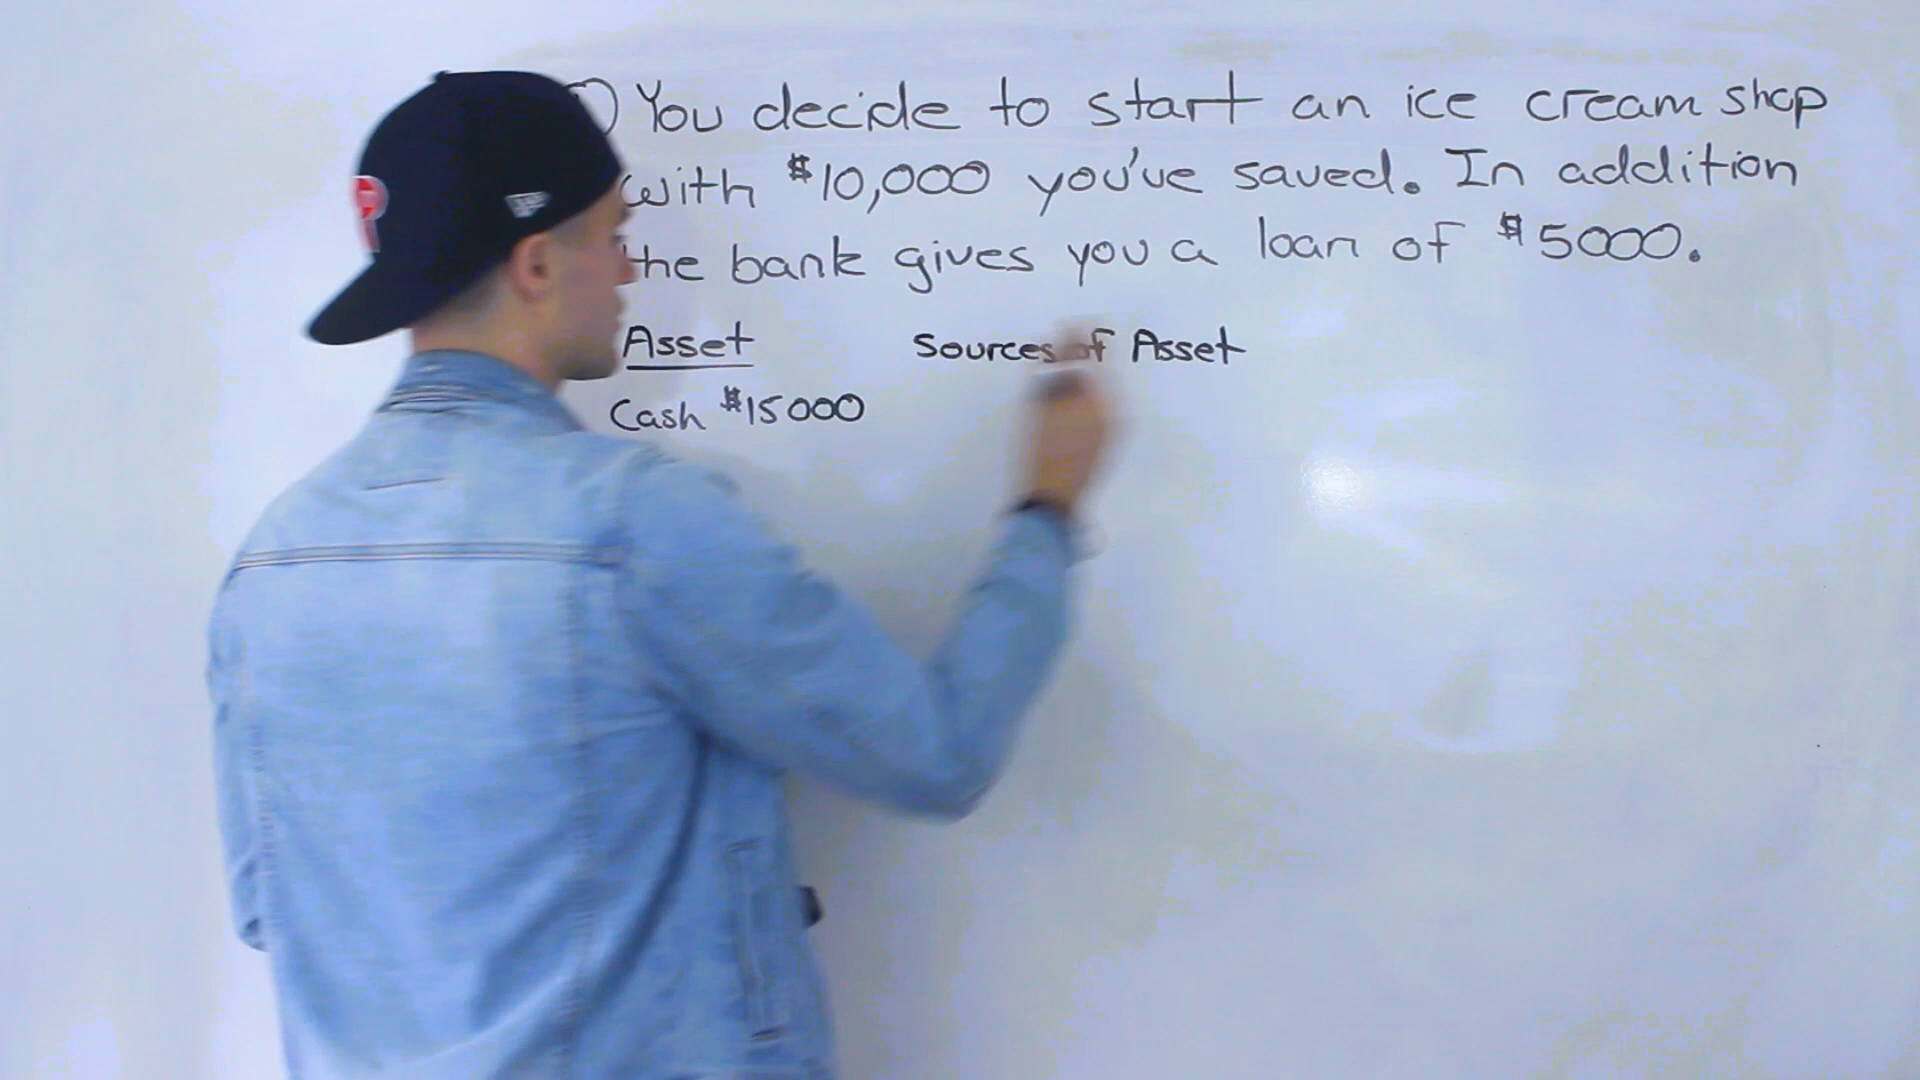 You decide to start an ice cream shop
with $10,000 you've saved. In addition
the bank gives you a loan of $5000.
Asset Sources of Asset
Cash $15000